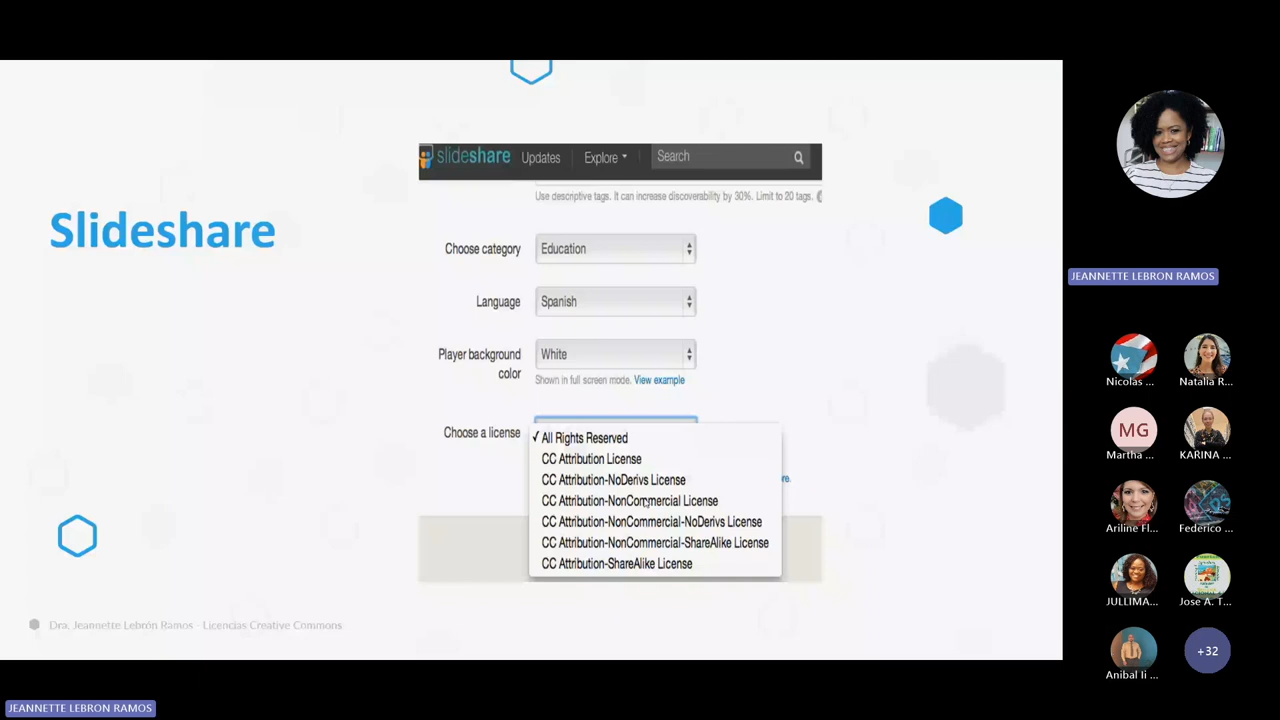 Slideshare
slideshare Updates Explore Search
Use descriptive tags. It can increase discoverability by 30%. Limit to 20 tags.
Choose category Education
Language Spanish
Player background color White
Shown in full screen mode. View example
Choose a license
✓ All Rights Reserved
CC Attribution License
CC Attribution-NoDerivs License
re.
CC Attribution-NonCommercial License
CC Attribution-NonCommercial-NoDerivs License
CC Attribution-NonCommercial-ShareAlike License
CC Attribution-ShareAlike License
Dra. Jeannette Lebrón Ramos - Licencias Creative Commons
JEANNETTE LEBRON RAMOS
JEANNETTE LEBRON RAMOS
Nicolas ... Natalia R...
MG
Martha ... KARINA ...
Ariline Fl... Federico ...
JULLIMA... Jose A. T...
Anibal Ii ... +32